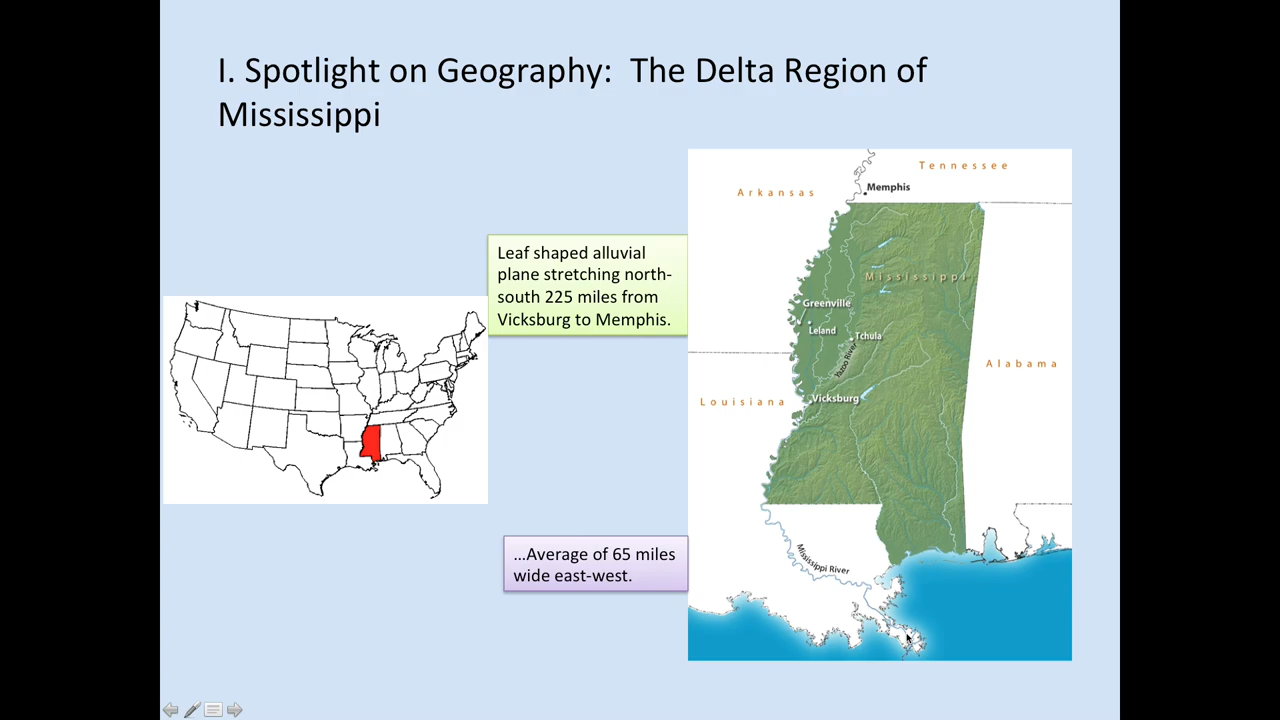 I. Spotlight on Geography:  The Delta Region of
Mississippi
Leaf shaped alluvial
plane stretching north-
south 225 miles from
Vicksburg to Memphis.
…Average of 65 miles
wide east-west.
Tennessee
Arkansas
Memphis
Mississippi
Greenville
Leland
Tchula
Yazoo River
Alabama
Louisiana
Vicksburg
Mississippi River